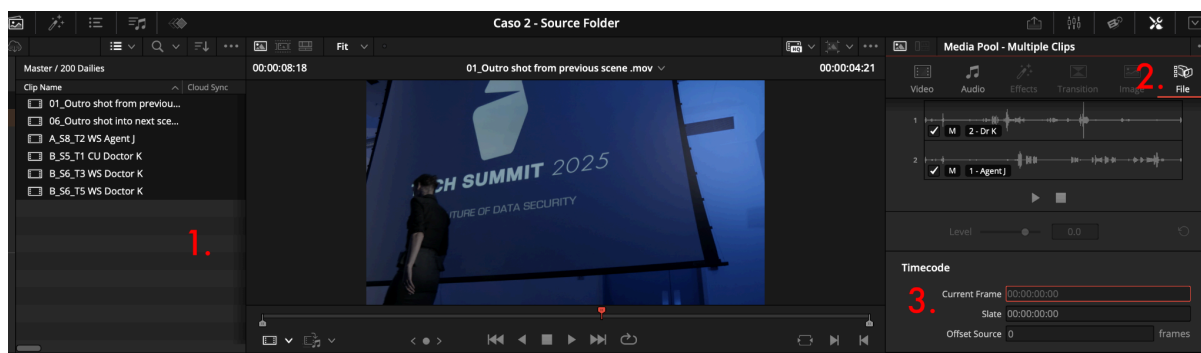 Caso 2 - Source Folder
Fit
Media Pool - Multiple Clips
Master / 200 Dailies
00:00:08:18
01_Outro shot from previous scene .mov
00:00:04:21
Clip Name
Cloud Sync
01_Outro shot from previou...
06_Outro shot into next sce...
A_S8_T2 WS Agent J
B_S5_T1 CU Doctor K
B_S6_T3 WS Doctor K
B_S6_T5 WS Doctor K
1.
CH SUMMIT 2025
TURE OF DATA SECURITY
2.
Video
Audio
Effects
Transition
Image
File
1
M
2 - Dr K
2
M
1 - Agent J
Level
0.0
Timecode
3.
Current Frame
00:00:00:00
Slate
00:00:00:00
Offset Source
0
frames